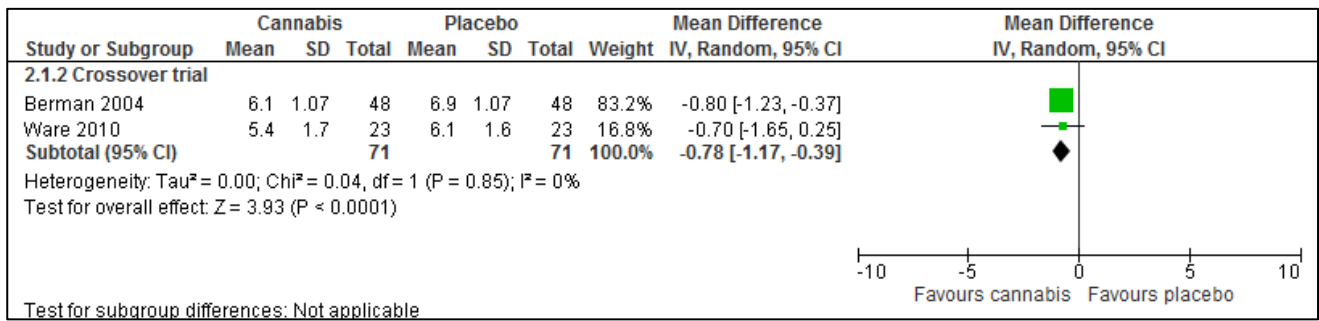 Cannabis Placebo Mean Difference Mean Difference
Study or Subgroup Mean SD Total Mean SD Total Weight IV, Random, 95% CI IV, Random, 95% CI
2.1.2 Crossover trial
Berman 2004 6.1 1.07 48 6.9 1.07 48 83.2% -0.80 [-1.23, -0.37]
Ware 2010 5.4 1.7 23 6.1 1.6 23 16.8% -0.70 [-1.65, 0.25]
Subtotal (95% CI) 71 71 100.0% -0.78 [-1.17, -0.39]
Heterogeneity: Tau² = 0.00; Chi² = 0.04, df = 1 (P = 0.85); I² = 0%
Test for overall effect: Z = 3.93 (P < 0.0001)
-10 -5 0 5 10
Favours cannabis Favours placebo
Test for subgroup differences: Not applicable